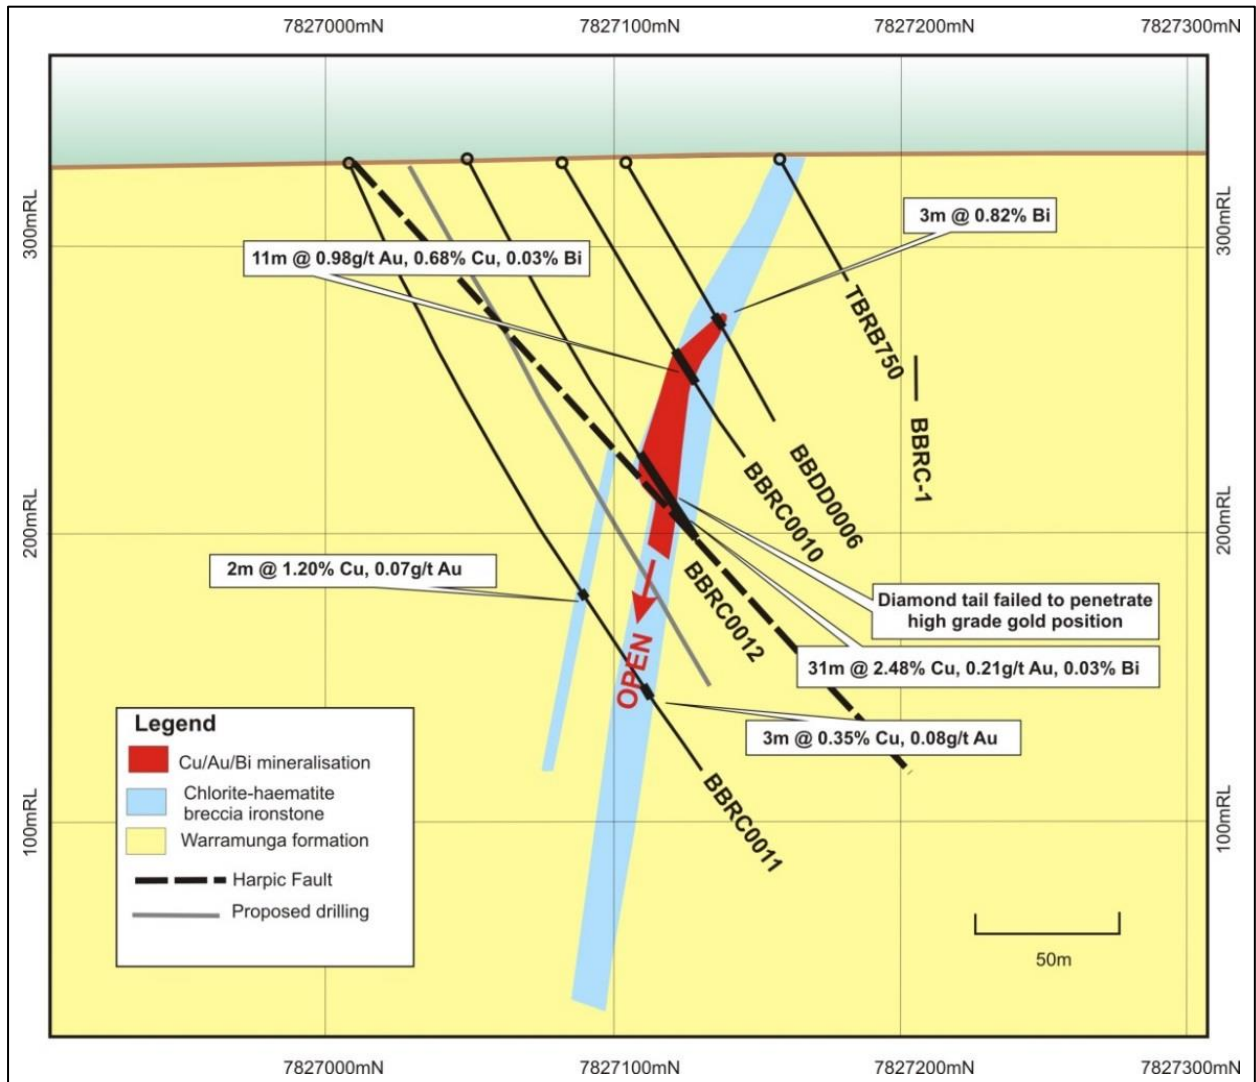 7827000mN
7827100mN
7827200mN
7827300mN
300mRL
300mRL
3m @ 0.82% Bi
11m @ 0.98g/t Au, 0.68% Cu, 0.03% Bi
TBRB750
BBRC-1
BBDD0006
BBRC0010
200mRL
200mRL
BBRC0012
2m @ 1.20% Cu, 0.07g/t Au
Diamond tail failed to penetrate
high grade gold position
31m @ 2.48% Cu, 0.21g/t Au, 0.03% Bi
OPEN
3m @ 0.35% Cu, 0.08g/t Au
BBRC0011
100mRL
100mRL
Legend
Cu/Au/Bi mineralisation
Chlorite-haematite
breccia ironstone
Warramunga formation
Harpic Fault
Proposed drilling
50m
7827000mN
7827100mN
7827200mN
7827300mN